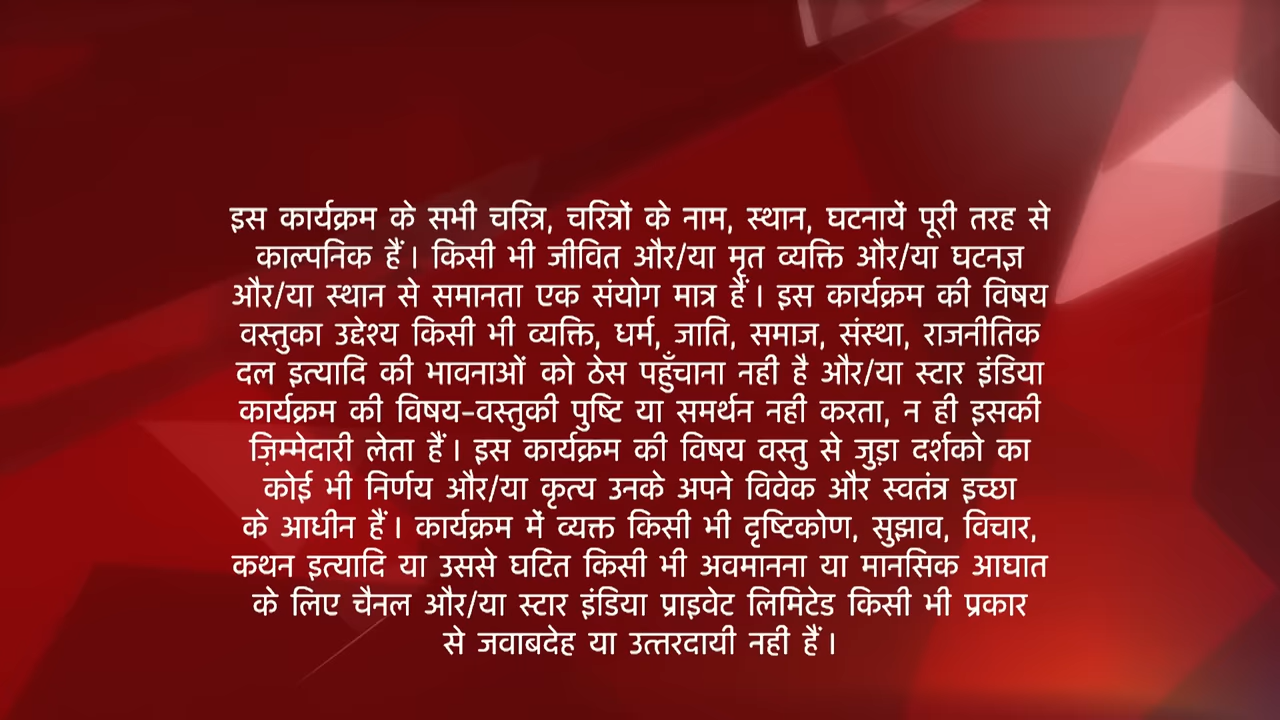 इस कार्यक्रम के सभी चरित्र, चरित्रों के नाम, स्थान, घटनायें पूरी तरह से
काल्पनिक हैं। किसी भी जीवित और/या मृत व्यक्ति और/या घटनज्ञ
और/या स्थान से समानता एक संयोग मात्र हैं। इस कार्यक्रम की विषय
वस्तुका उद्देश्य किसी भी व्यक्ति, धर्म, जाति, समाज, संस्था, राजनीतिक
दल इत्यादि की भावनाओं को ठेस पहुँचाना नही है और/या स्टार इंडिया
कार्यक्रम की विषय-वस्तुकी पुष्टि या समर्थन नही करता, न ही इसकी
ज़िम्मेदारी लेता हैं। इस कार्यक्रम की विषय वस्तु से जुड़ा दर्शको का
कोई भी निर्णय और/या कृत्य उनके अपने विवेक और स्वतंत्र इच्छा
के आधीन हैं। कार्यक्रम में व्यक्त किसी भी दृष्टिकोण, सुझाव, विचार,
कथन इत्यादि या उससे घटित किसी भी अवमानना या मानसिक आघात
के लिए चैनल और/या स्टार इंडिया प्राइवेट लिमिटेड किसी भी प्रकार
से जवाबदेह या उत्तरदायी नही हैं।